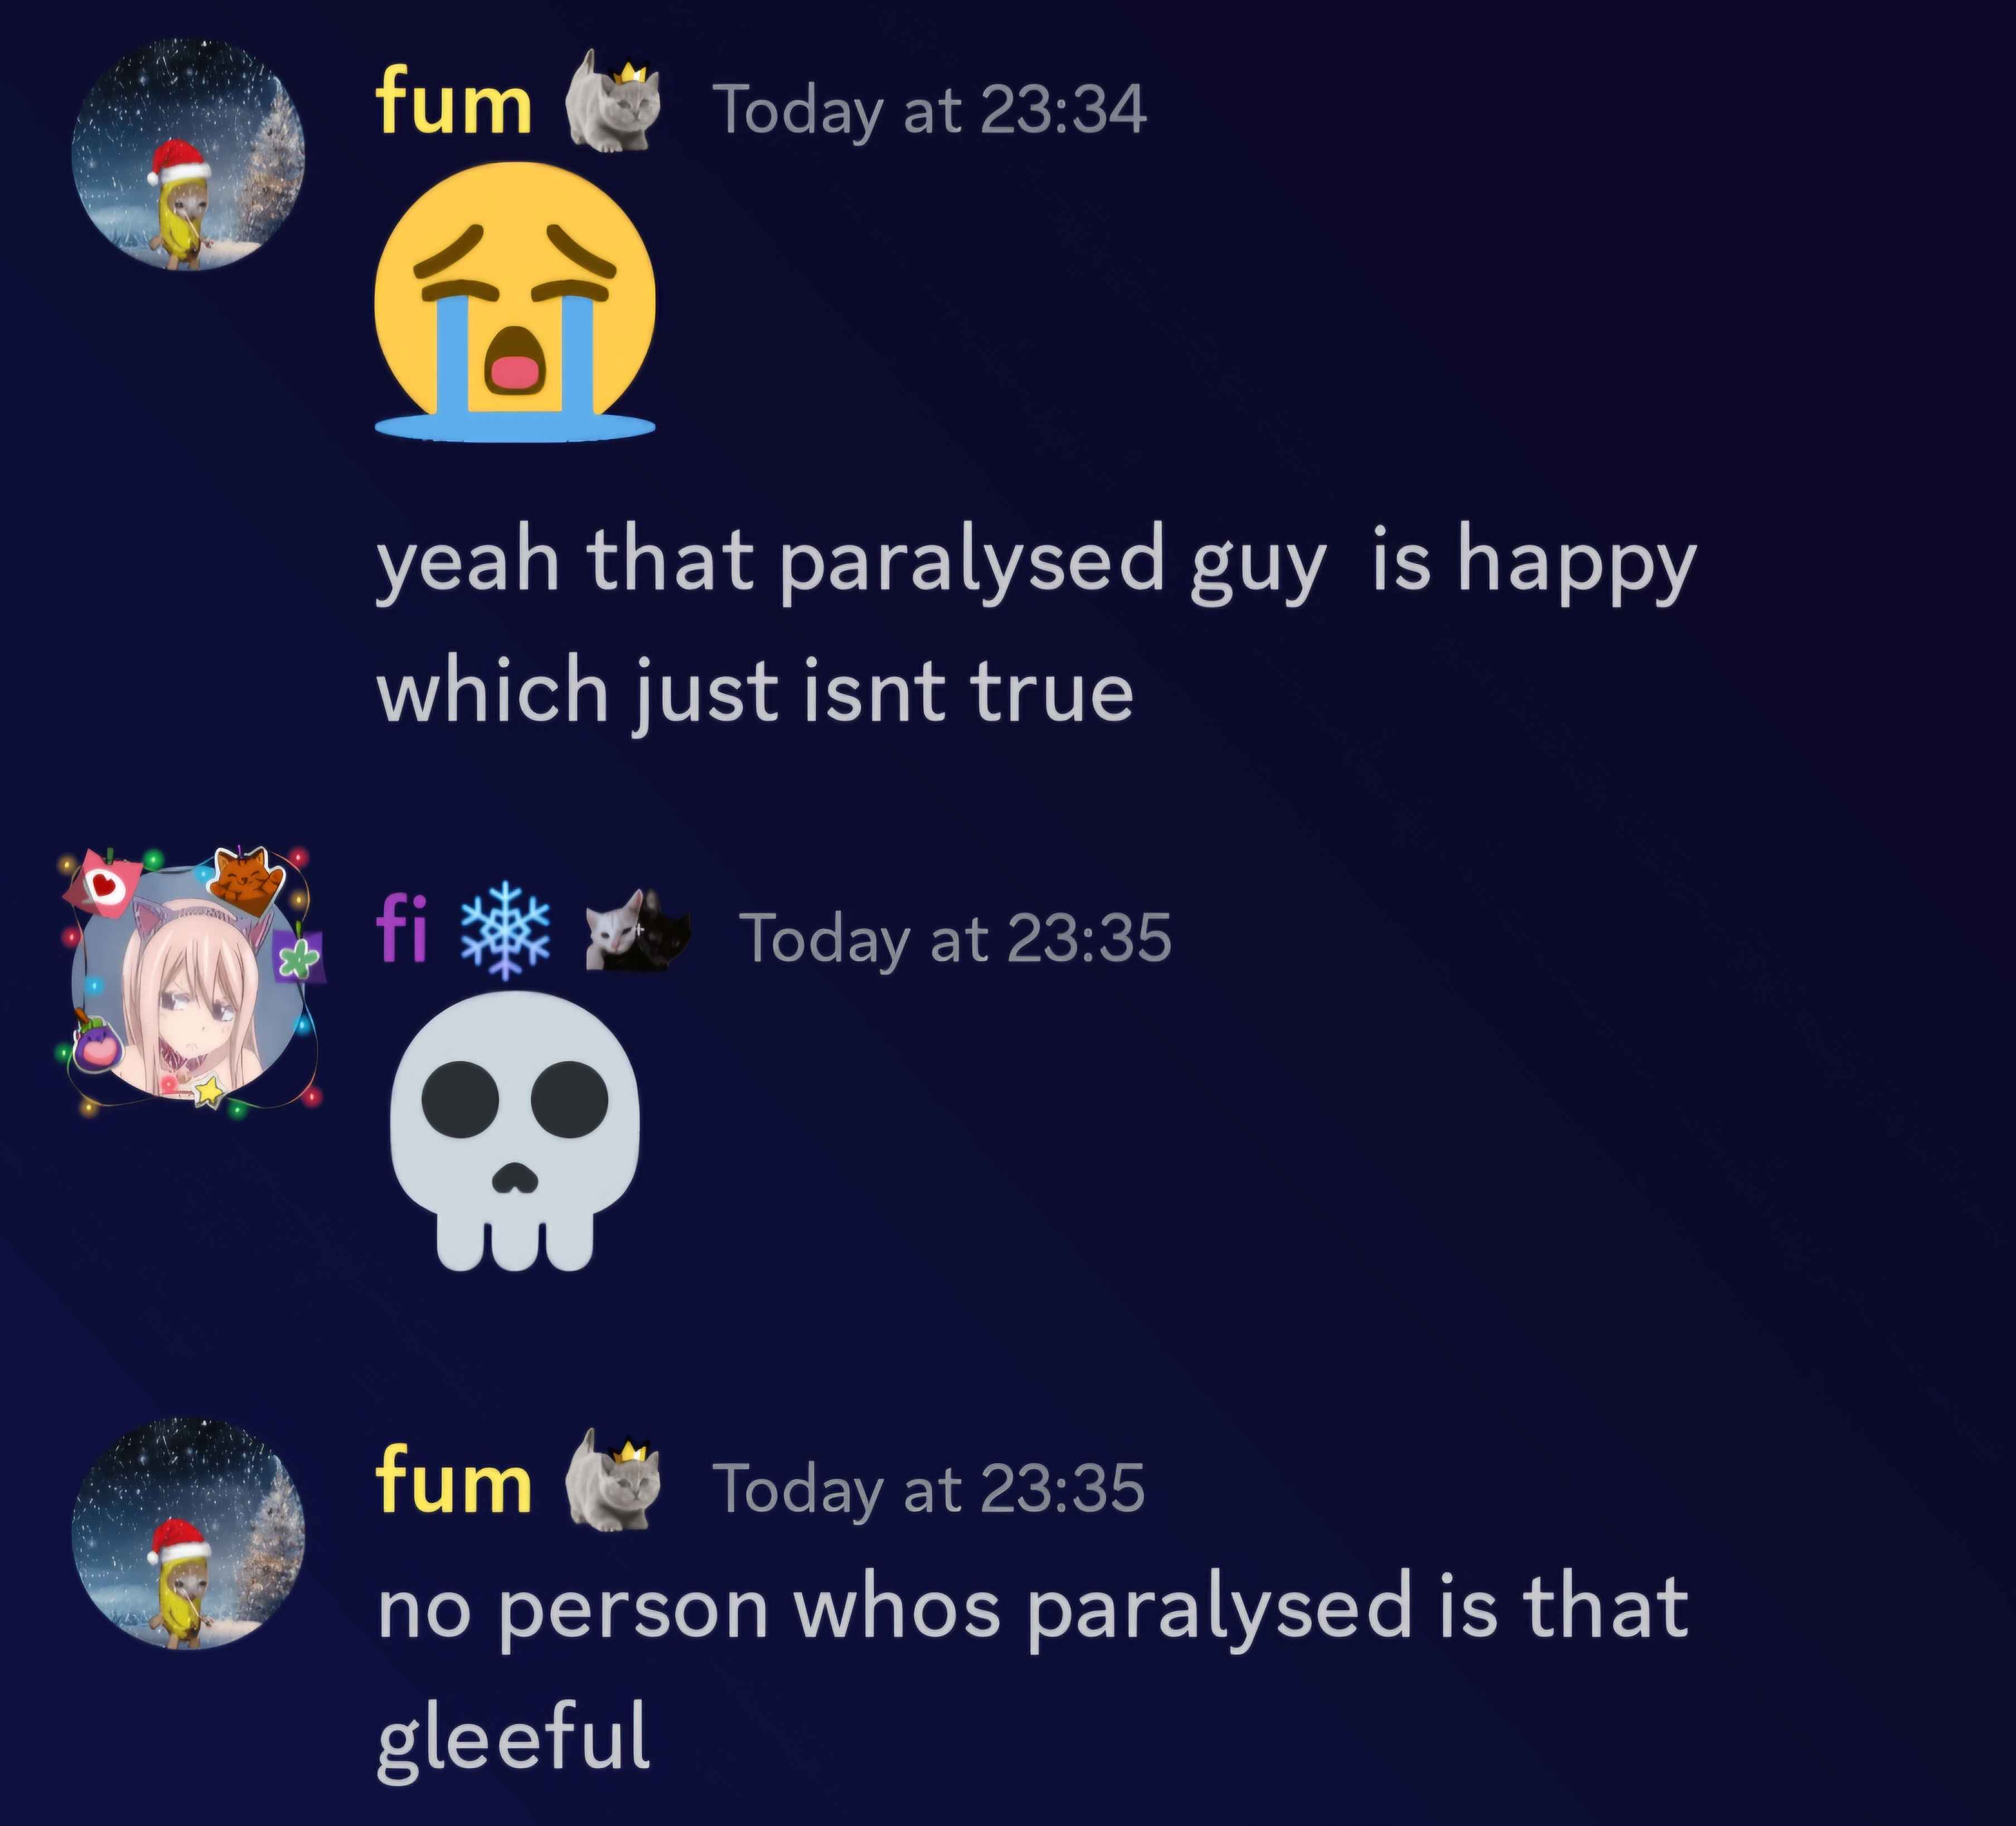 fum Today at 23:34
😭
yeah that paralysed guy  is happy
which just isnt true
fi ❄️ Today at 23:35
💀
fum Today at 23:35
no person whos paralysed is that
gleeful